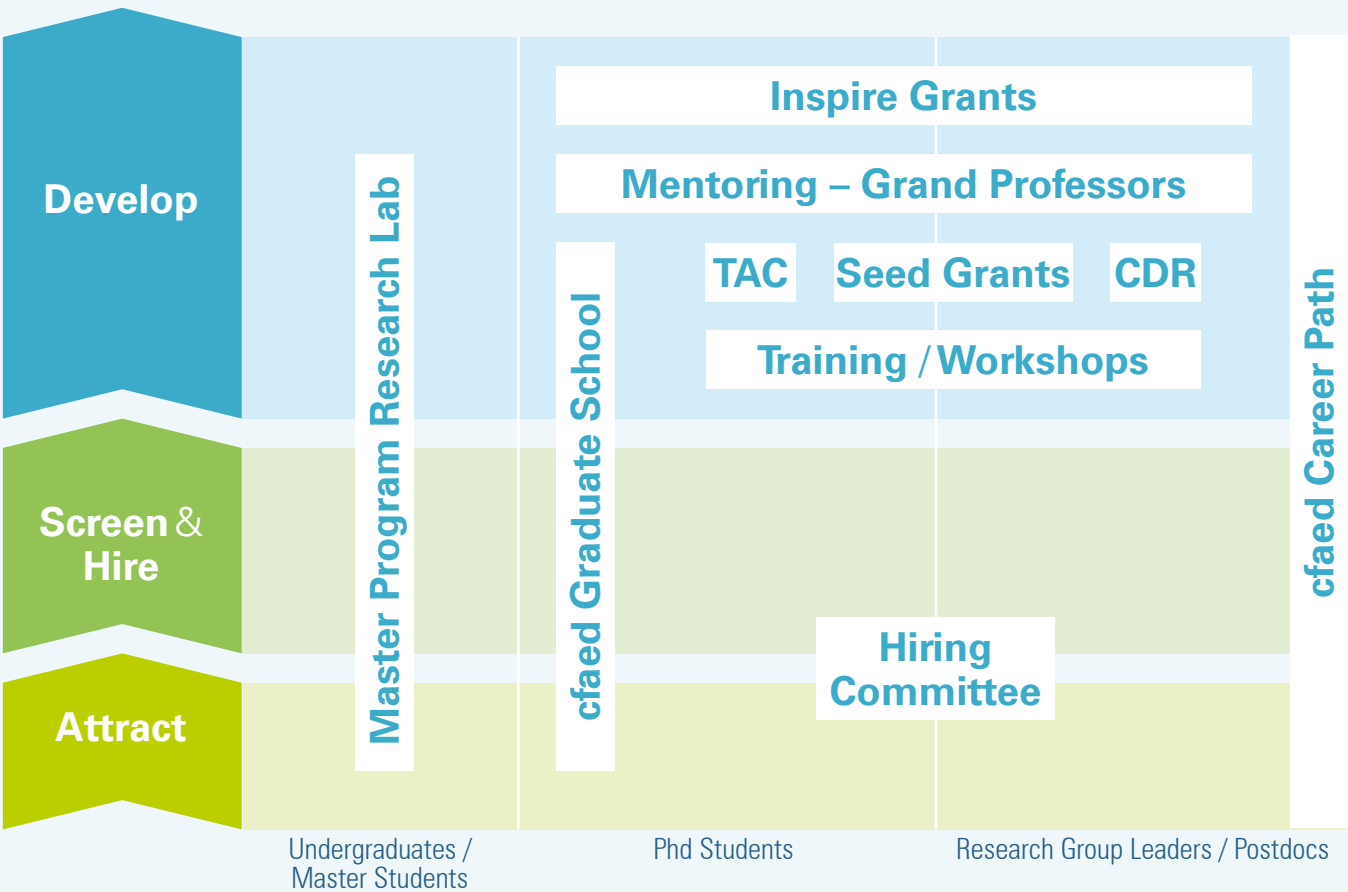 Develop
Screen &
Hire
Attract
Master Program Research Lab
cfaed Graduate School
Inspire Grants
Mentoring – Grand Professors
TAC
Seed Grants
CDR
Training / Workshops
Hiring
Committee
cfaed Career Path
Undergraduates /
Master Students
Phd Students
Research Group Leaders / Postdocs